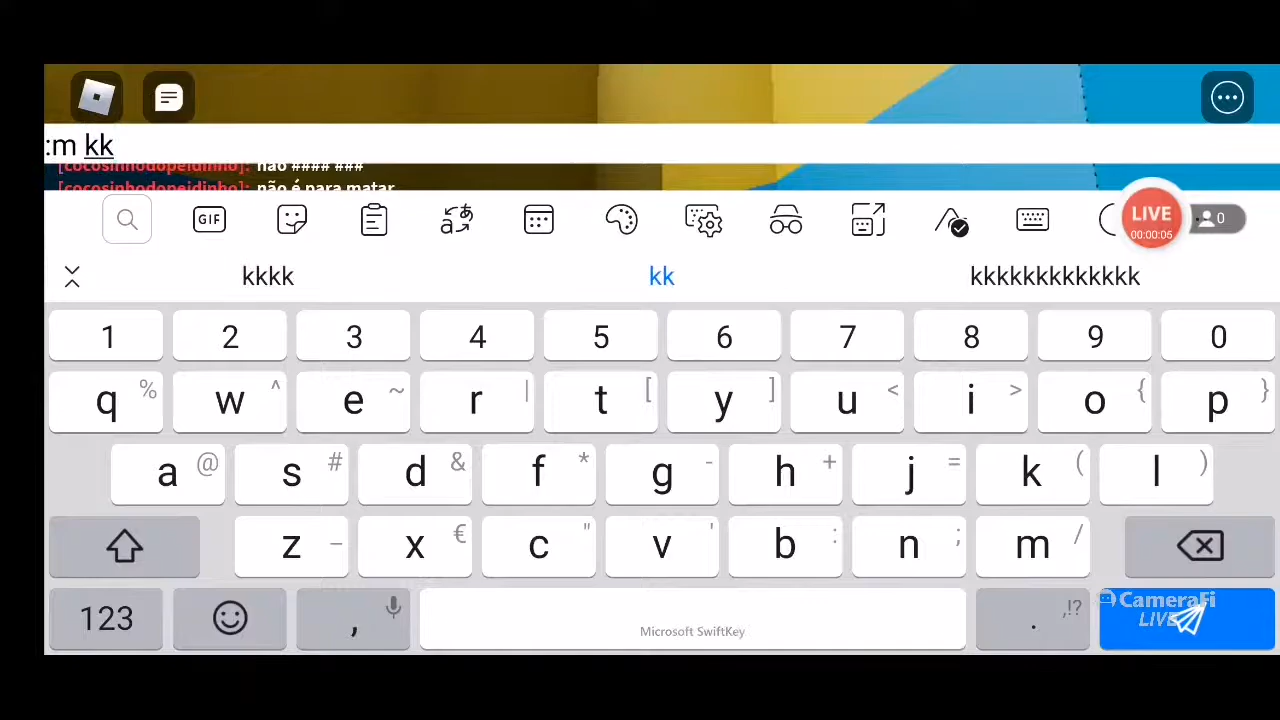 :m kk
[cocosinhodopeidinho]: não #### ###
[cocosinhodopeidinho]: não é para matar
GIF
LIVE
00:00:05
0
kkkk kk kkkkkkkkkkkkk
1 2 3 4 5 6 7 8 9 0
q % w ^ e ~ r | t [ y ] u < i > o { p }
a @ s # d & f * g - h + j = k ( l )
z _ x € c " v ' b : n ; m /
123 , Microsoft SwiftKey . ,!?
CameraFi
LIVE